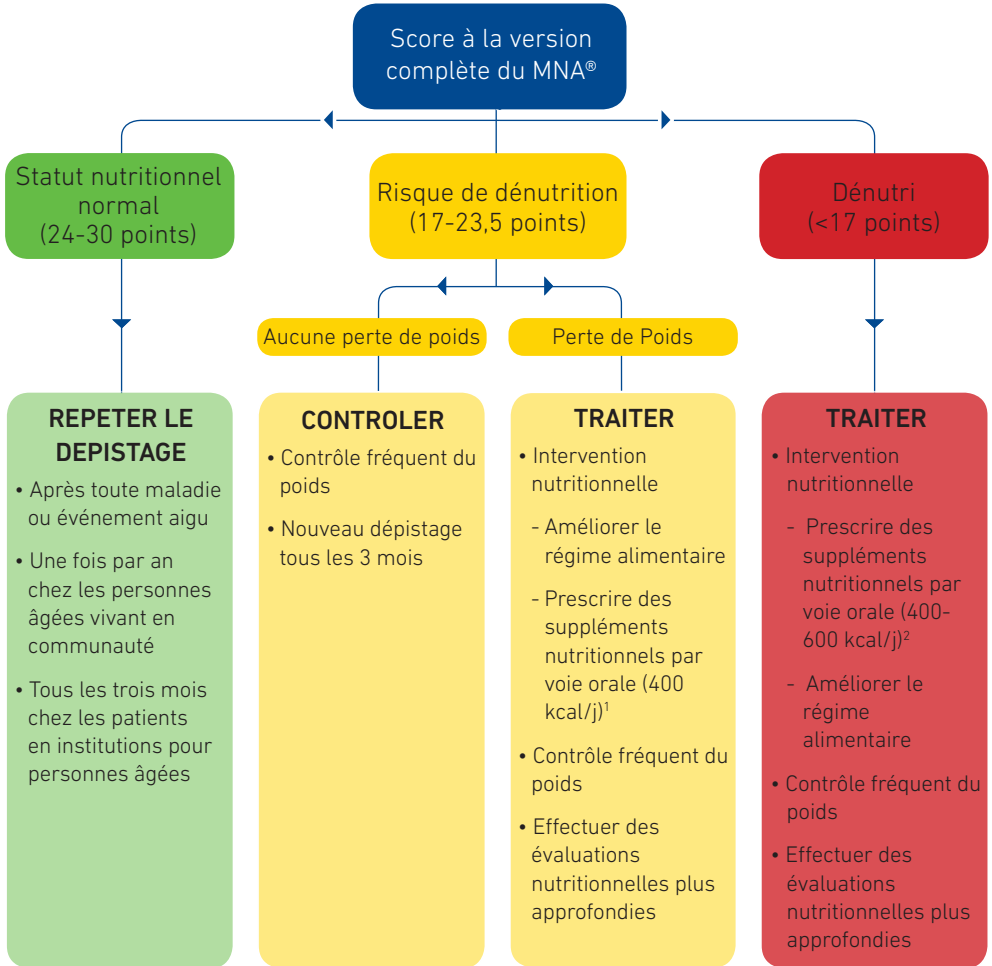 Score à la version
complète du MNA®
Statut nutritionnel
normal
(24-30 points)
Risque de dénutrition
(17-23,5 points)
Dénutri
(<17 points)
Aucune perte de poids
Perte de Poids
REPETER LE
DEPISTAGE
• Après toute maladie
ou événement aigu
• Une fois par an
chez les personnes
âgées vivant en
communauté
• Tous les trois mois
chez les patients
en institutions pour
personnes âgées
CONTROLER
• Contrôle fréquent du
poids
• Nouveau dépistage
tous les 3 mois
TRAITER
• Intervention
nutritionnelle
- Améliorer le
régime alimentaire
- Prescrire des
suppléments
nutritionnels par
voie orale (400
kcal/j)¹
• Contrôle fréquent du
poids
• Effectuer des
évaluations
nutritionnelles plus
approfondies
TRAITER
• Intervention
nutritionnelle
- Prescrire des
suppléments
nutritionnels par
voie orale (400-
600 kcal/j)²
- Améliorer le
régime
alimentaire
• Contrôle fréquent du
poids
• Effectuer des
évaluations
nutritionnelles plus
approfondies